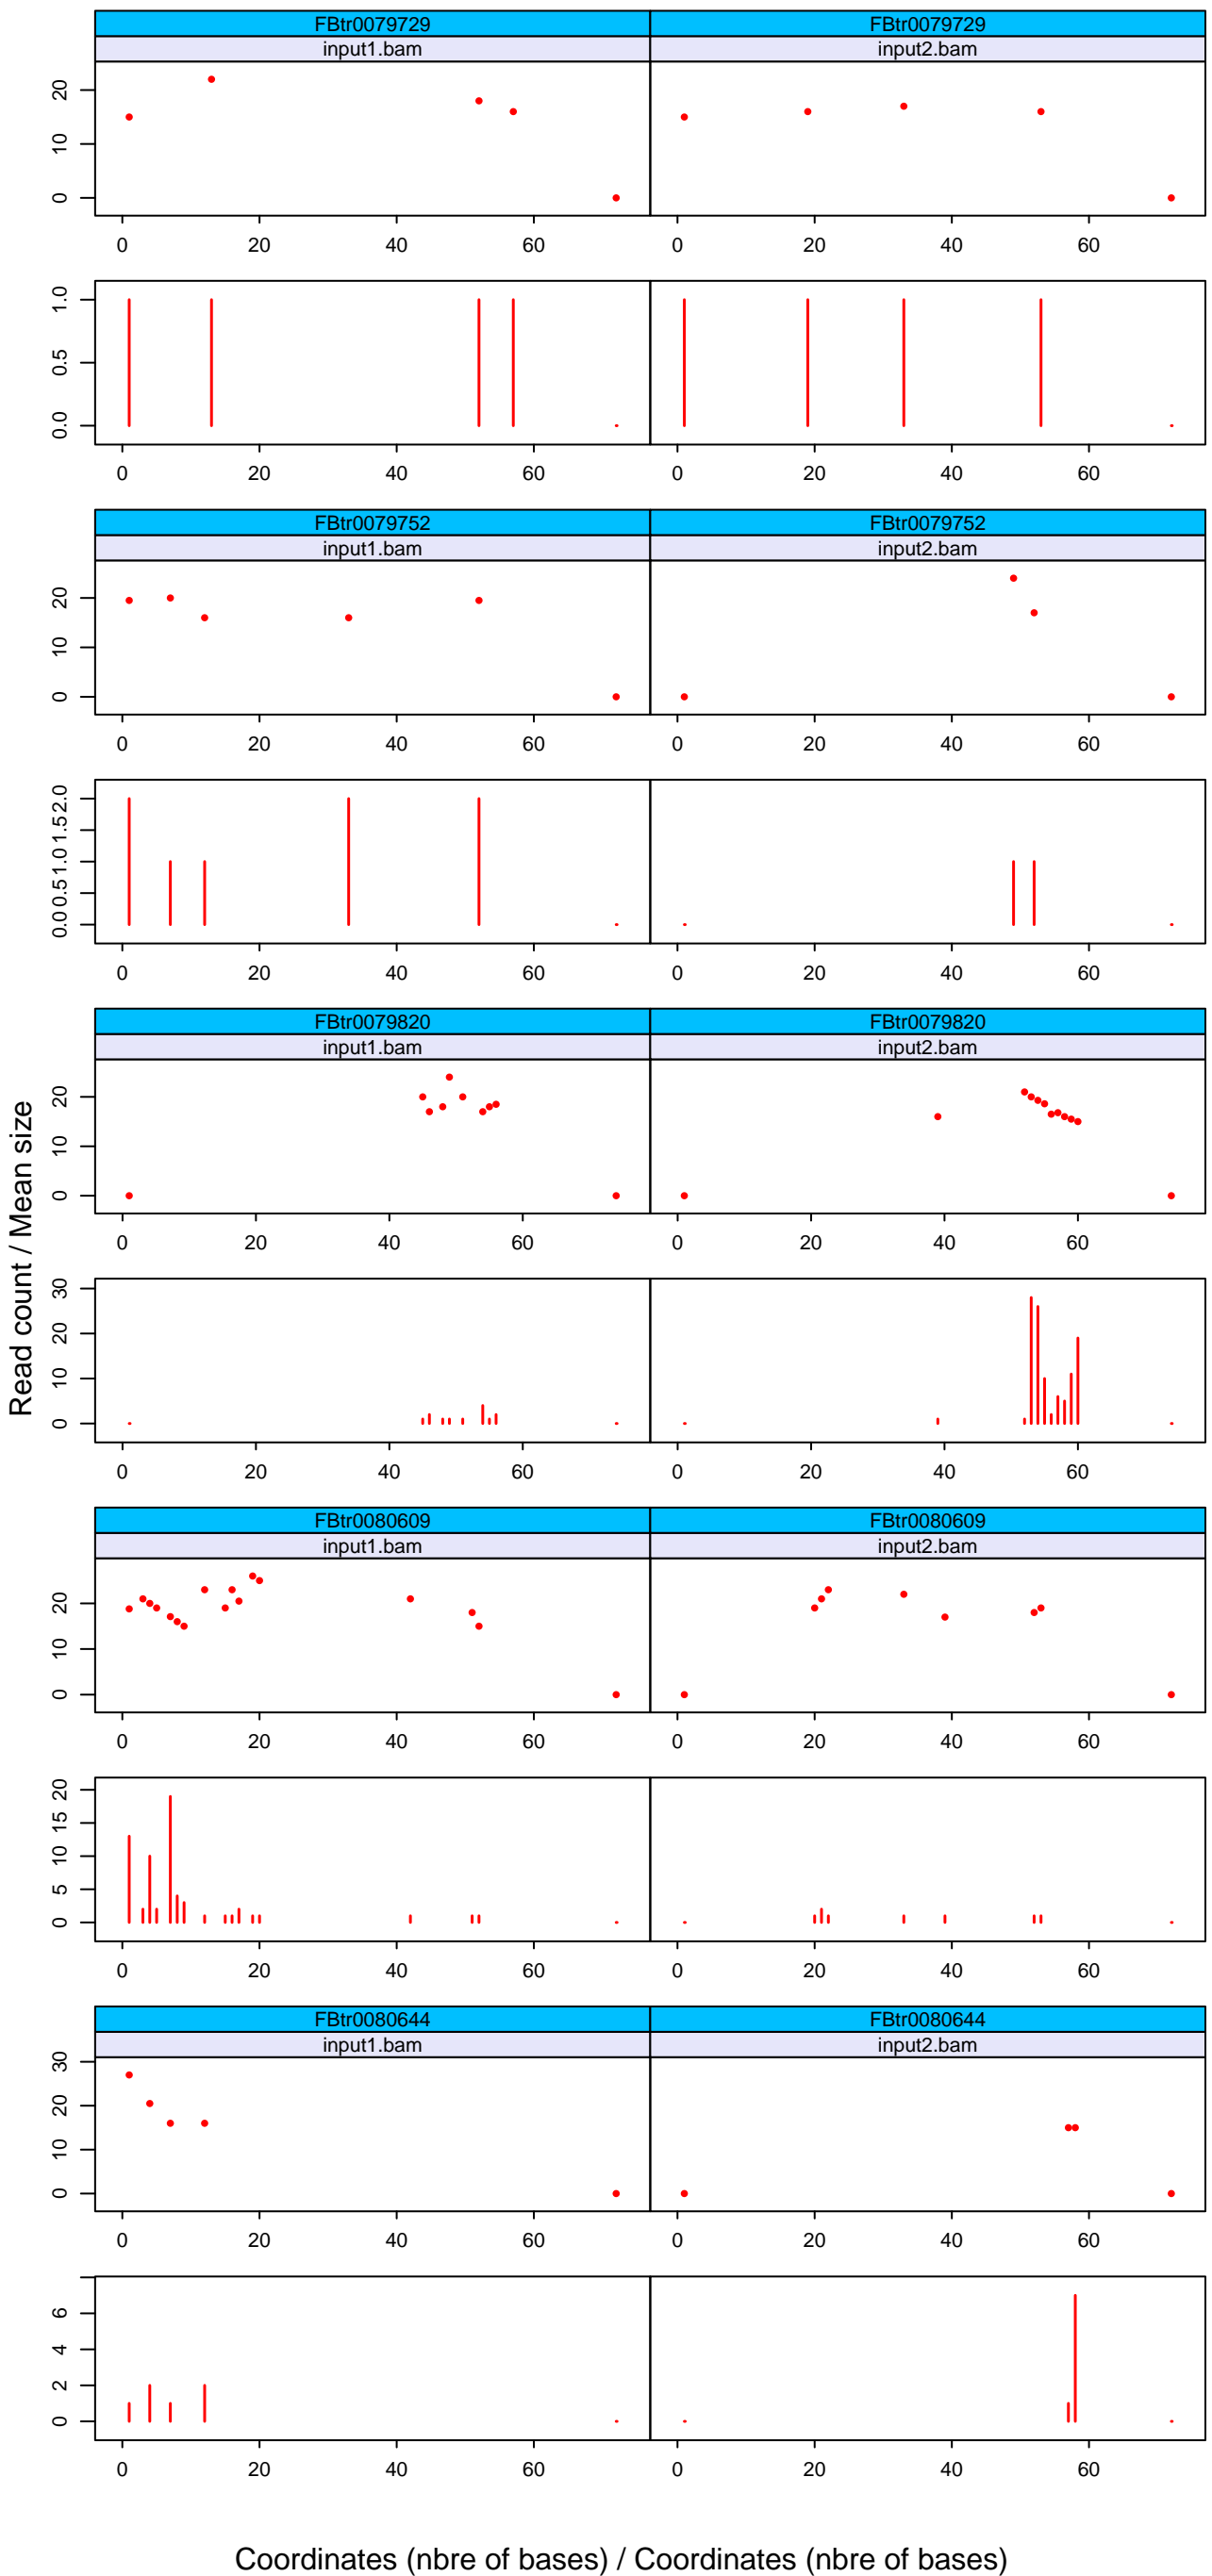 FBtr0079729 FBtr0079729
input1.bam input2.bam
20
10
0
0 20 40 60 0 20 40 60
1.0
0.5
0.0
0 20 40 60 0 20 40 60
FBtr0079752 FBtr0079752
input1.bam input2.bam
20
10
0
0 20 40 60 0 20 40 60
2.0
1.5
1.0
0.5
0.0
0 20 40 60 0 20 40 60
FBtr0079820 FBtr0079820
input1.bam input2.bam
20
10
0
0 20 40 60 0 20 40 60
Read count / Mean size
30
20
10
0
0 20 40 60 0 20 40 60
FBtr0080609 FBtr0080609
input1.bam input2.bam
20
10
0
0 20 40 60 0 20 40 60
20
15
10
5
0
0 20 40 60 0 20 40 60
FBtr0080644 FBtr0080644
input1.bam input2.bam
30
20
10
0
0 20 40 60 0 20 40 60
6
4
2
0
0 20 40 60 0 20 40 60
Coordinates (nbre of bases) / Coordinates (nbre of bases)